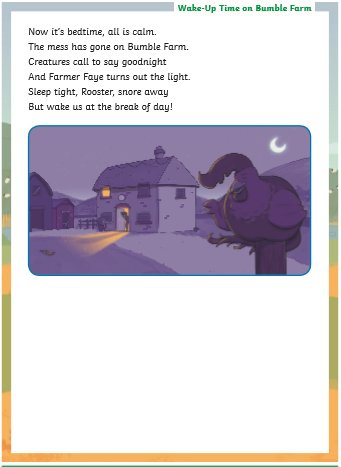 Wake-Up Time on Bumble Farm
Now it's bedtime, all is calm.
The mess has gone on Bumble Farm.
Creatures call to say goodnight
And Farmer Faye turns out the light.
Sleep tight, Rooster, snore away
But wake us at the break of day!